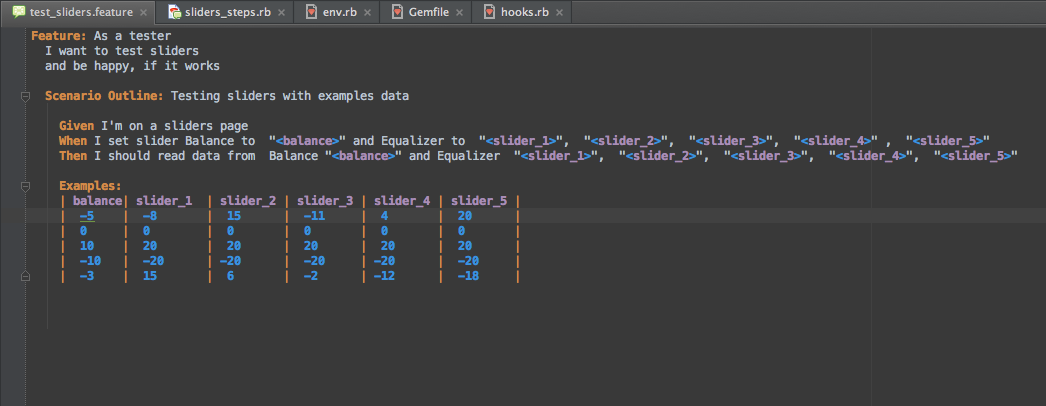 test_sliders.feature × sliders_steps.rb × env.rb × Gemfile × hooks.rb ×
Feature: As a tester
I want to test sliders
and be happy, if it works
Scenario Outline: Testing sliders with examples data
Given I'm on a sliders page
When I set slider Balance to  "<balance>" and Equalizer to  "<slider_1>",  "<slider_2>",  "<slider_3>",  "<slider_4>" ,  "<slider_5>"
Then I should read data from  Balance "<balance>" and Equalizer  "<slider_1>",  "<slider_2>",  "<slider_3>",  "<slider_4>",  "<slider_5>"
Examples:
| balance| slider_1  | slider_2 | slider_3 | slider_4 | slider_5 |
|  -5    |  -8       |  15      |  -11     |  4       |  20      |
|  0     |  0        |  0       |  0       |  0       |  0       |
|  10    |  20       |  20      |  20      |  20      |  20      |
|  -10   |  -20      | -20      |  -20     | -20      |  -20     |
|  -3    |  15       |  6       |  -2      | -12      |  -18     |